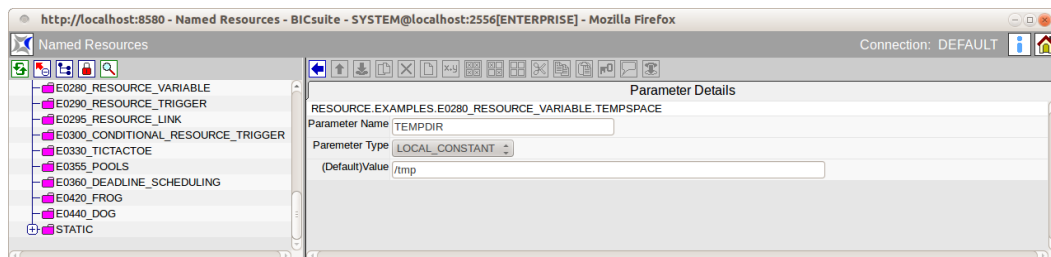 http://localhost:8580 - Named Resources - BICsuite - SYSTEM@localhost:2556[ENTERPRISE] - Mozilla Firefox
Named Resources
Connection: DEFAULT
E0280_RESOURCE_VARIABLE
E0290_RESOURCE_TRIGGER
E0295_RESOURCE_LINK
E0300_CONDITIONAL_RESOURCE_TRIGGER
E0330_TICTACTOE
E0355_POOLS
E0360_DEADLINE_SCHEDULING
E0420_FROG
E0440_DOG
STATIC
x-y
Parameter Details
RESOURCE.EXAMPLES.E0280_RESOURCE_VARIABLE.TEMPSPACE
Parameter Name TEMPDIR
Paremeter Type LOCAL_CONSTANT
(Default)Value /tmp